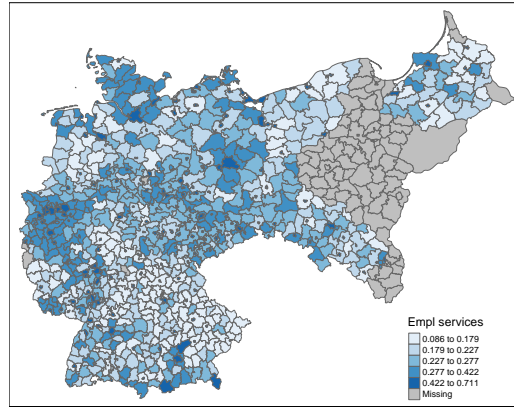 Empl services
0.086 to 0.179
0.179 to 0.227
0.227 to 0.277
0.277 to 0.422
0.422 to 0.711
Missing